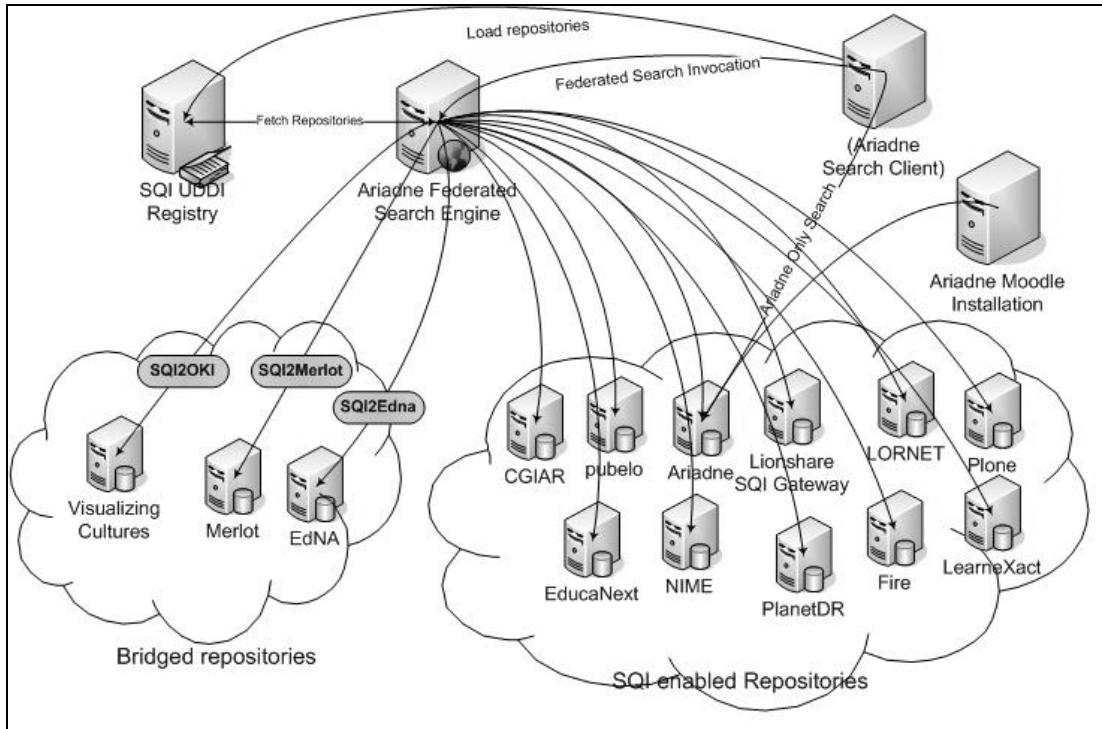 Load repositories
Federated Search Invocation
Fetch Repositories
SQI UDDI
Registry
Ariadne Federated
Search Engine
(Ariadne
Search Client)
Ariadne Only Search
Ariadne Moodle
Installation
SQI2OKI
SQI2Merlot
SQI2Edna
Visualizing
Cultures
Merlot
EdNA
Bridged repositories
CGIAR
pubelo
Ariadne
Lionshare
SQI Gateway
LORNET
Plone
EducaNext
NIME
PlanetDR
Fire
LearneXact
SQI enabled Repositories